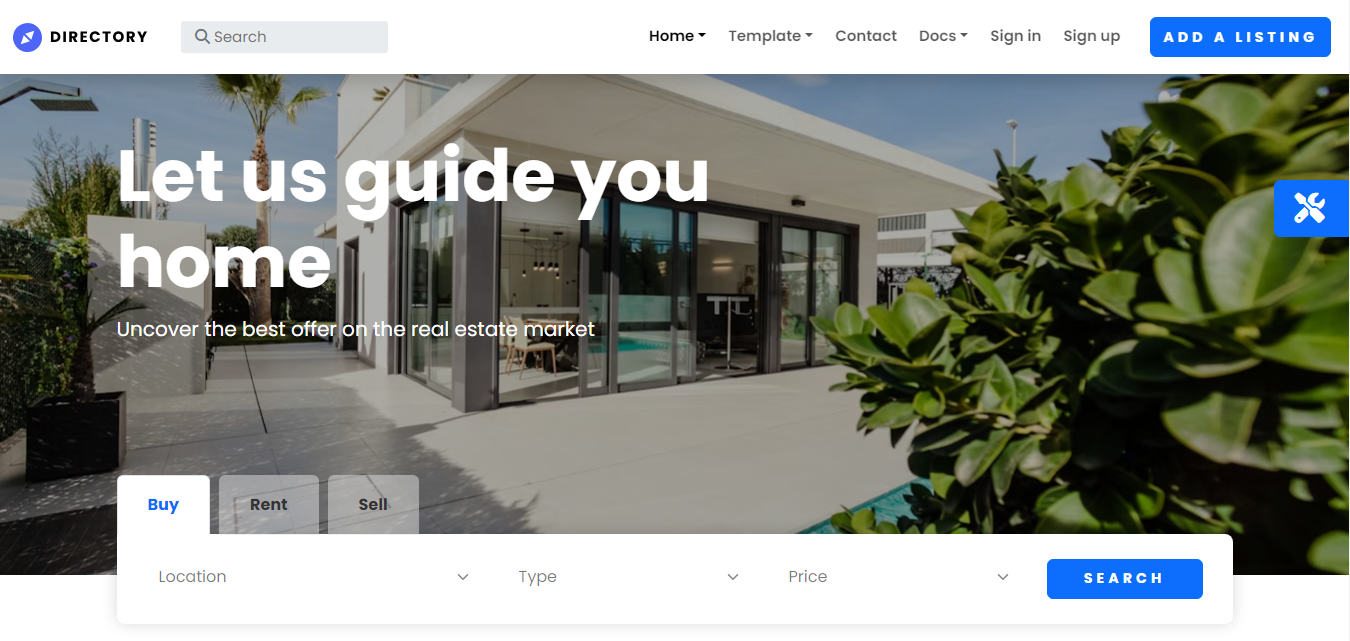 DIRECTORY
Search
Home
Template
Contact
Docs
Sign in
Sign up
ADD A LISTING
Let us guide you
home
Uncover the best offer on the real estate market
Buy
Rent
Sell
Location
Type
Price
SEARCH